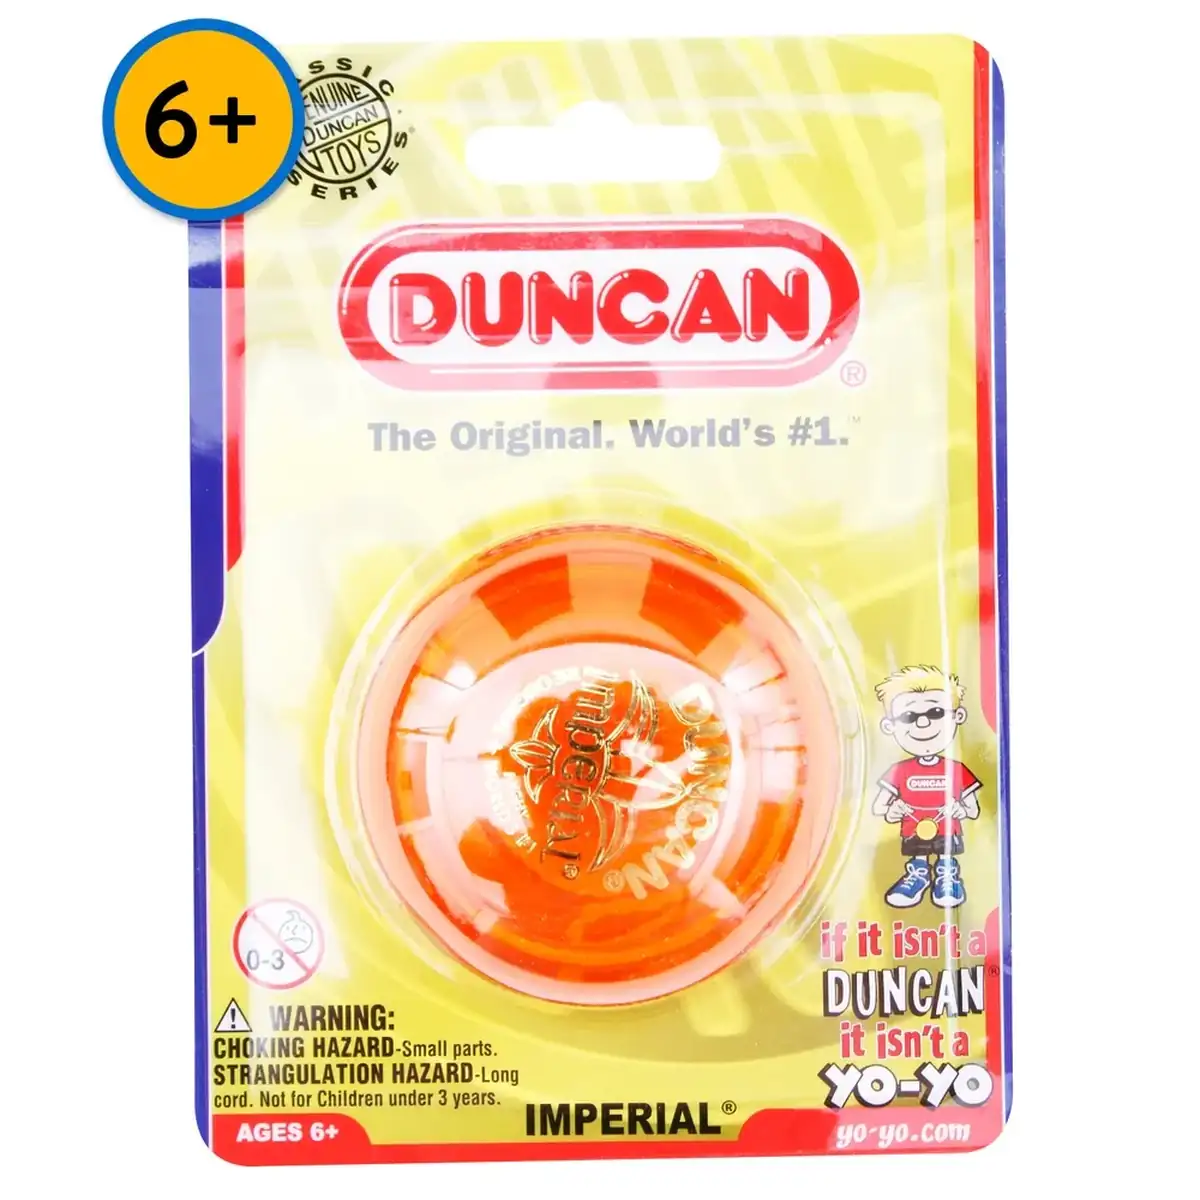 6+
CLASSIC
GENUINE
DUNCAN
TOYS
SERIES®
DUNCAN®
The Original. World's #1.™
imperial®
DUNCAN®
DUNCAN
0-3
if it isn't a
DUNCAN®
it isn't a
YO-YO
yo-yo.com
WARNING:
CHOKING HAZARD-Small parts.
STRANGULATION HAZARD-Long
cord. Not for Children under 3 years.
AGES 6+
IMPERIAL®